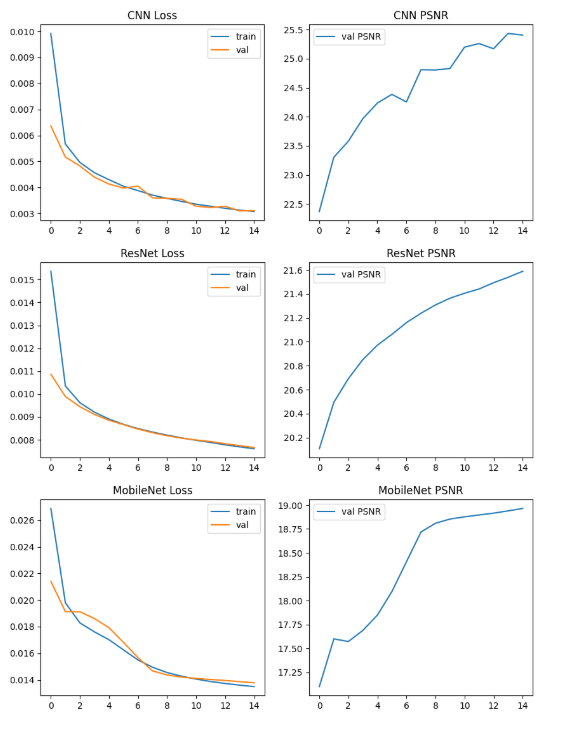 CNN Loss
0.010
0.009
0.008
0.007
0.006
0.005
0.004
0.003
train
val
0 2 4 6 8 10 12 14
CNN PSNR
25.5
25.0
24.5
24.0
23.5
23.0
22.5
val PSNR
0 2 4 6 8 10 12 14
ResNet Loss
0.015
0.014
0.013
0.012
0.011
0.010
0.009
0.008
train
val
0 2 4 6 8 10 12 14
ResNet PSNR
21.6
21.4
21.2
21.0
20.8
20.6
20.4
20.2
val PSNR
0 2 4 6 8 10 12 14
MobileNet Loss
0.026
0.024
0.022
0.020
0.018
0.016
0.014
train
val
0 2 4 6 8 10 12 14
MobileNet PSNR
19.00
18.75
18.50
18.25
18.00
17.75
17.50
17.25
val PSNR
0 2 4 6 8 10 12 14